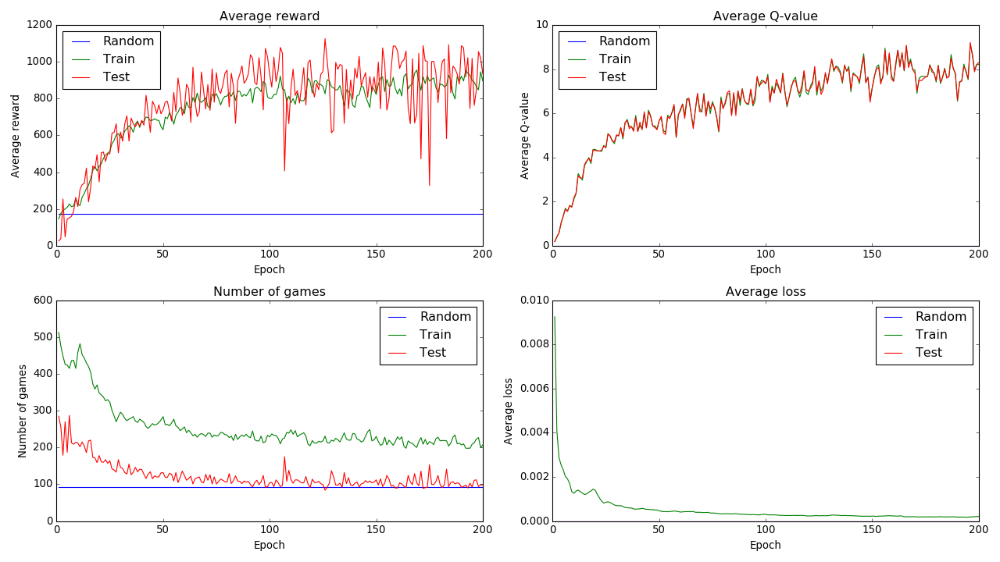 Average reward
1200
1000
800
600
400
200
0
Average reward
Random
Train
Test
0 50 100 150 200
Epoch
Average Q-value
10
8
6
4
2
0
Average Q-value
Random
Train
Test
0 50 100 150 200
Epoch
Number of games
600
500
400
300
200
100
0
Number of games
Random
Train
Test
0 50 100 150 200
Epoch
Average loss
0.010
0.008
0.006
0.004
0.002
0.000
Average loss
Random
Train
Test
0 50 100 150 200
Epoch